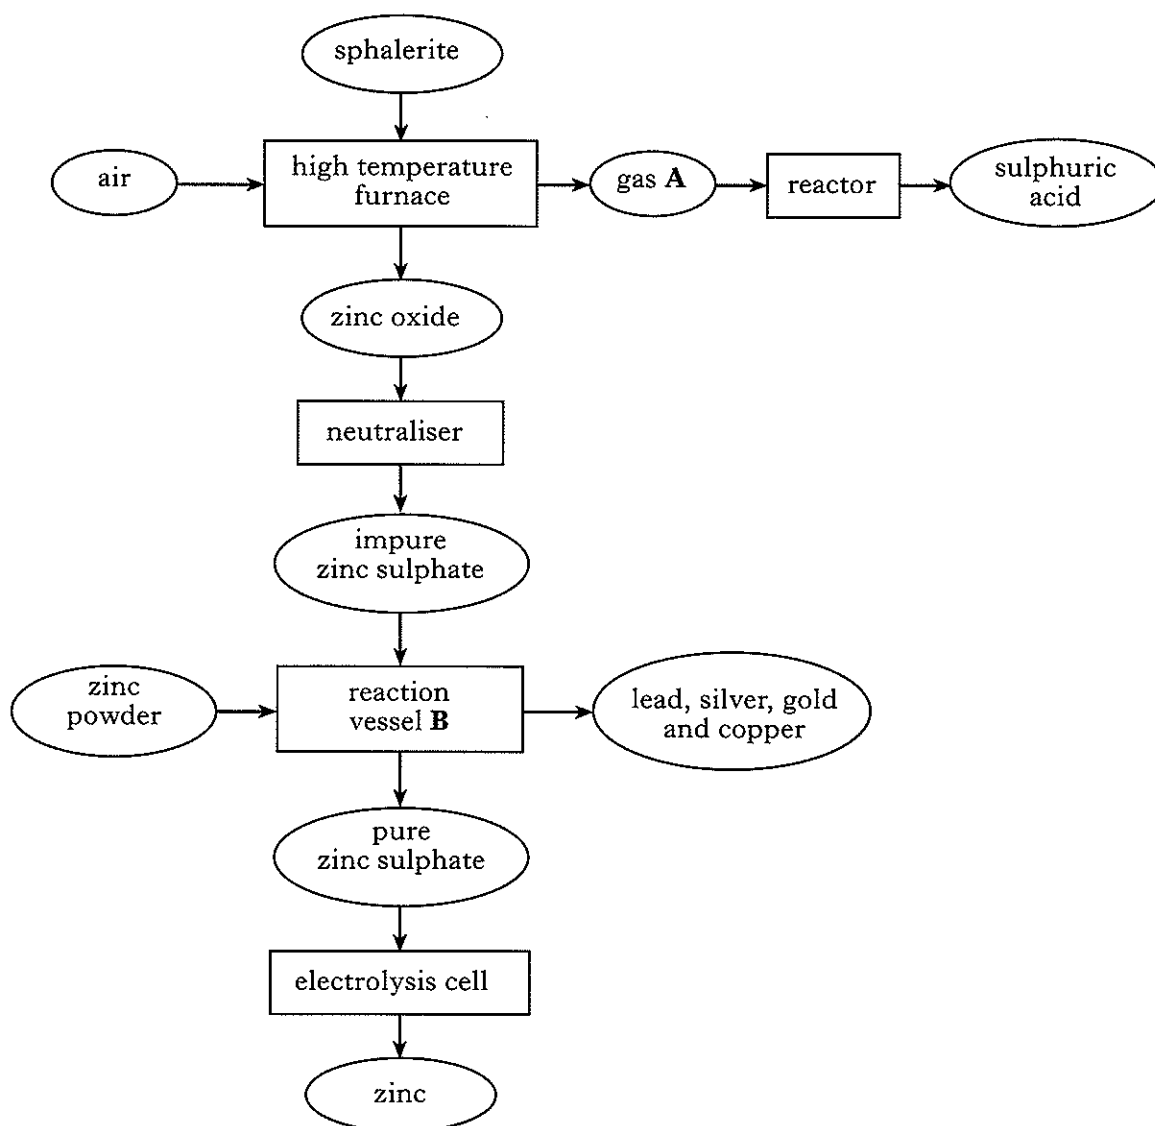 sphalerite
air
high temperature
furnace
gas A
reactor
sulphuric
acid
zinc oxide
neutraliser
impure
zinc sulphate
zinc
powder
reaction
vessel B
lead, silver, gold
and copper
pure
zinc sulphate
electrolysis cell
zinc